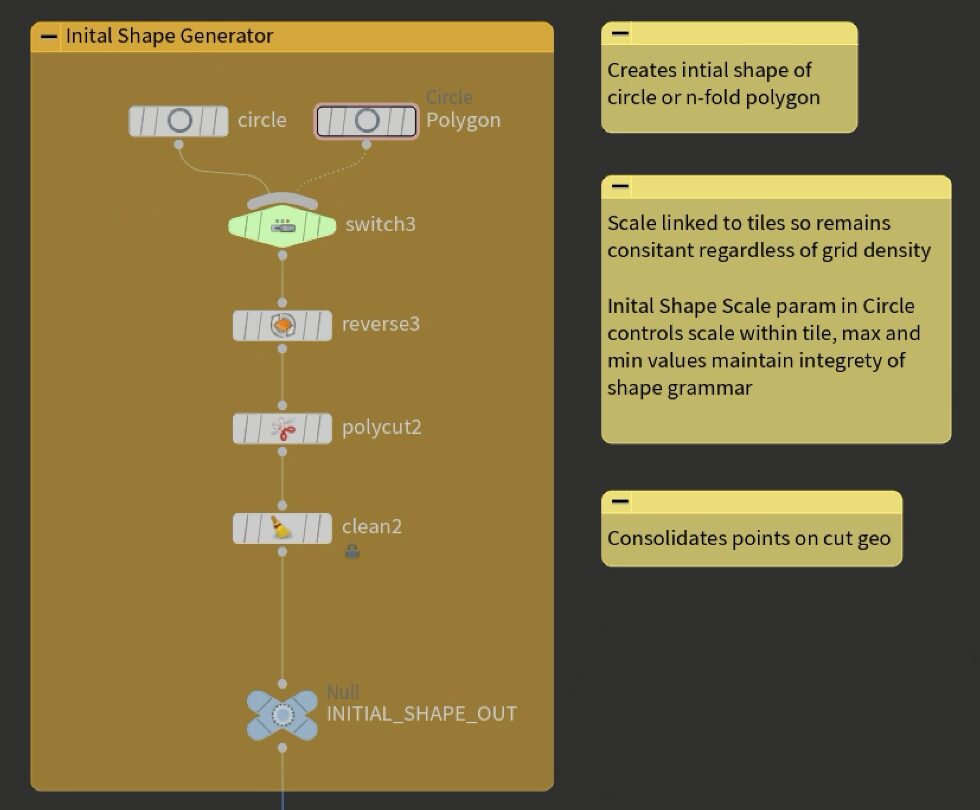 Inital Shape Generator
circle
Circle
Polygon
switch3
reverse3
polycut2
clean2
Null
INITIAL_SHAPE_OUT
Creates intial shape of
circle or n-fold polygon
Scale linked to tiles so remains
consitant regardless of grid density
Inital Shape Scale param in Circle
controls scale within tile, max and
min values maintain integrety of
shape grammar
Consolidates points on cut geo